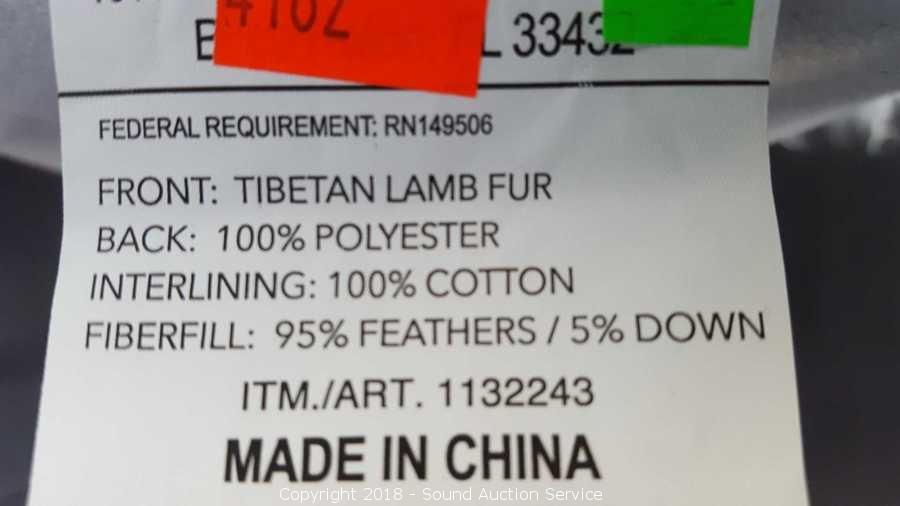 4162
33432
FEDERAL REQUIREMENT: RN149506
FRONT: TIBETAN LAMB FUR
BACK: 100% POLYESTER
INTERLINING: 100% COTTON
FIBERFILL: 95% FEATHERS / 5% DOWN
ITM./ART. 1132243
MADE IN CHINA
Copyright 2018 - Sound Auction Service